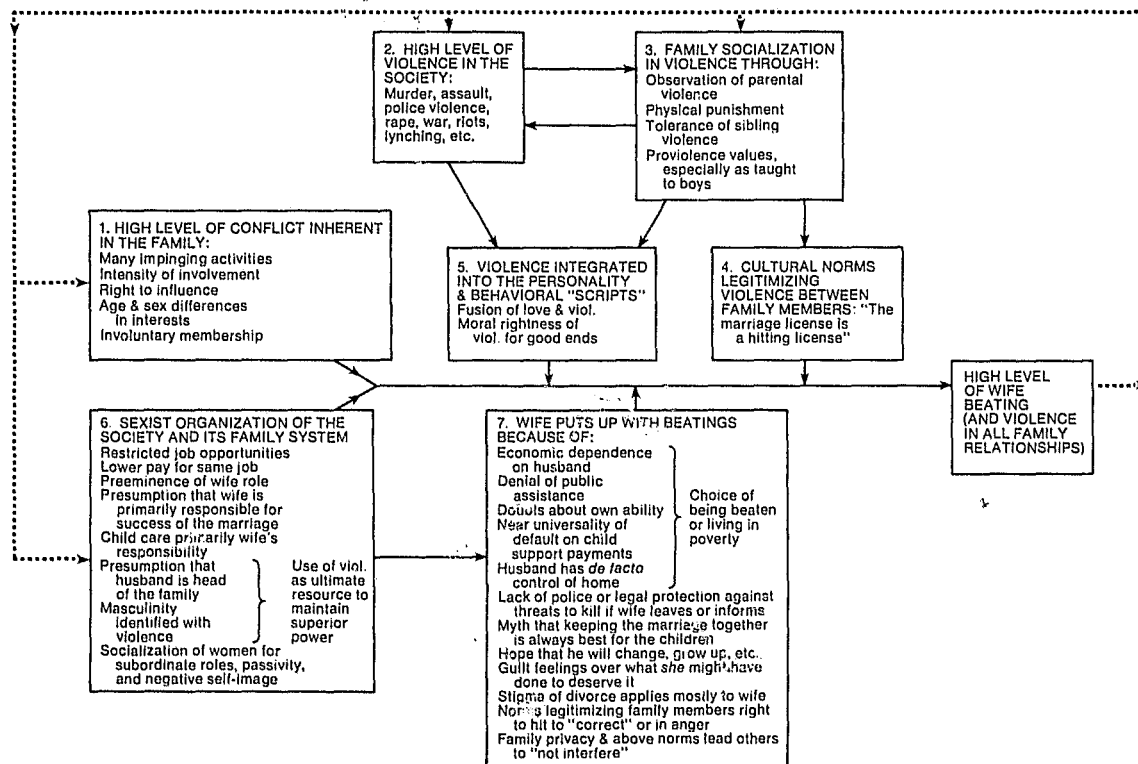 2. HIGH LEVEL OF
VIOLENCE IN THE
SOCIETY:
Murder, assault,
police violence,
rape, war, riots,
lynching, etc.
3. FAMILY SOCIALIZATION
IN VIOLENCE THROUGH:
Observation of parental
violence
Physical punishment
Tolerance of sibling
violence
Proviolence values,
especially as taught
to boys
1. HIGH LEVEL OF CONFLICT INHERENT
IN THE FAMILY:
Many impinging activities
Intensity of involvement
Right to influence
Age & sex differences
in interests
Involuntary membership
5. VIOLENCE INTEGRATED
INTO THE PERSONALITY
& BEHAVIORAL "SCRIPTS"
Fusion of love & viol.
Moral rightness of
viol. for good ends
4. CULTURAL NORMS
LEGITIMIZING
VIOLENCE BETWEEN
FAMILY MEMBERS: "The
marriage license is
a hitting license"
HIGH LEVEL
OF WIFE
BEATING
(AND VIOLENCE
IN ALL FAMILY
RELATIONSHIPS)
6. SEXIST ORGANIZATION OF THE
SOCIETY AND ITS FAMILY SYSTEM
Restricted job opportunities
Lower pay for same job
Preeminence of wife role
Presumption that wife is
primarily responsible for
success of the marriage
Child care primarily wife's
responsibility
Presumption that
husband is head
of the family
Masculinity
identified with
violence
Use of viol.
as ultimate
resource to
maintain
superior
power
Socialization of women for
subordinate roles, passivity,
and negative self-image
7. WIFE PUTS UP WITH BEATINGS
BECAUSE OF:
Economic dependence
on husband
Denial of public
assistance
Doubts about own ability
Near universality of
default on child
support payments
Husband has de facto
control of home
Choice of
being beaten
or living in
poverty
Lack of police or legal protection against
threats to kill if wife leaves or informs
Myth that keeping the marriage together
is always best for the children
Hope that he will change, grow up, etc.
Guilt feelings over what she might have
done to deserve it
Stigma of divorce applies mostly to wife
Norms legitimizing family members right
to hit to "correct" or in anger
Family privacy & above norms lead others
to "not interfere"